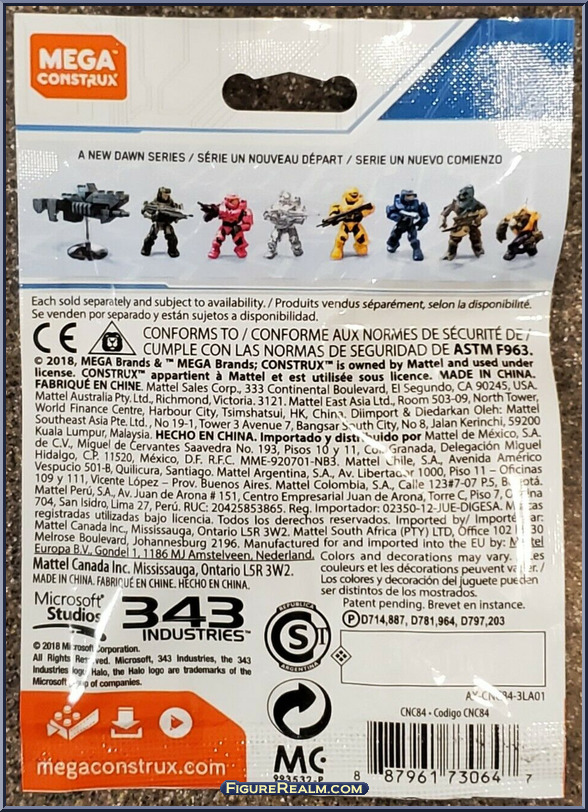 MEGA
CONSTRUX
A NEW DAWN SERIES / SÉRIE UN NOUVEAU DÉPART / SERIE UN NUEVO COMIENZO
Each sold separately and subject to availability. / Produits vendus séparément, selon la disponibilité.
Se venden por separado y están sujetos a disponibilidad.
CE
CONFORMS TO / CONFORME AUX NORMES DE SÉCURITÉ DE /
CUMPLE CON LAS NORMAS DE SEGURIDAD DE ASTM F963.
© 2018, MEGA Brands & ™ MEGA Brands; CONSTRUX™ is owned by Mattel and used under
license. CONSTRUX™ appartient à Mattel et est utilisée sous licence. MADE IN CHINA.
FABRIQUÉ EN CHINE. Mattel Sales Corp., 333 Continental Boulevard, El Segundo, CA 90245, USA.
Mattel Australia Pty. Ltd., Richmond, Victoria. 3121. Mattel East Asia Ltd., Room 503-09, North Tower,
World Finance Centre, Harbour City, Tsimshatsui, HK, China. Diimport & Diedarkan Oleh: Mattel
Southeast Asia Pte. Ltd., No 19-1, Tower 3 Avenue 7, Bangsar South City, No 8, Jalan Kerinchi, 59200
Kuala Lumpur, Malaysia. HECHO EN CHINA. Importado y distribuido por Mattel de México, S.A.
de C.V., Miguel de Cervantes Saavedra No. 193, Pisos 10 y 11, Col. Granada, Delegación Miguel
Hidalgo, C.P. 11520, México, D.F. R.F.C. MME-920701-NB3. Mattel Chile, S.A., Avenida Américo
Vespucio 501-B, Quilicura, Santiago. Mattel Argentina, S.A., Av. Libertador 1000, Piso 11 – Oficinas
109 y 111, Vicente López – Prov. Buenos Aires. Mattel Colombia, S.A., Calle 123#7-07 P.5, Bogotá.
Mattel Perú, S.A., Av. Juan de Arona # 151, Centro Empresarial Juan de Arona, Torre C, Piso 7, Oficina
704, San Isidro, Lima 27, Perú. RUC: 20425853865. Reg. Importador: 02350-12-JUE-DIGESA. Marcas
registradas utilizadas bajo licencia. Todos los derechos reservados. Imported by/ Importé par:
Mattel Canada Inc., Mississauga, Ontario L5R 3W2. Mattel South Africa (PTY) LTD, Office 102 30
Melrose Boulevard, Johannesburg 2196. Manufactured for and imported into the EU by: Mattel
Europa B.V., Gondel 1, 1186 MJ Amstelveen, Nederland.
Mattel Canada Inc. Mississauga, Ontario L5R 3W2.
MADE IN CHINA. FABRIQUÉ EN CHINE. HECHO EN CHINA.
Colors and decorations may vary. Les
couleurs et les décorations peuvent varier. /
Los colores y decoración del juguete pueden
ser distintos de los mostrados.
Patent pending. Brevet en instance.
P D714,887, D781,964, D797,203
Microsoft
Studios
343
INDUSTRIES™
© 2018 Microsoft Corporation.
All Rights Reserved. Microsoft, 343 Industries, the 343
Industries logo, Halo, the Halo logo are trademarks of the
Microsoft group of companies.
REPUBLICA
ARGENTINA
CNC84-3LA01
CNC84 • Codigo CNC84
MC
993532-P
8 87961 73064 7
megaconstrux.com
FigureRealm.com